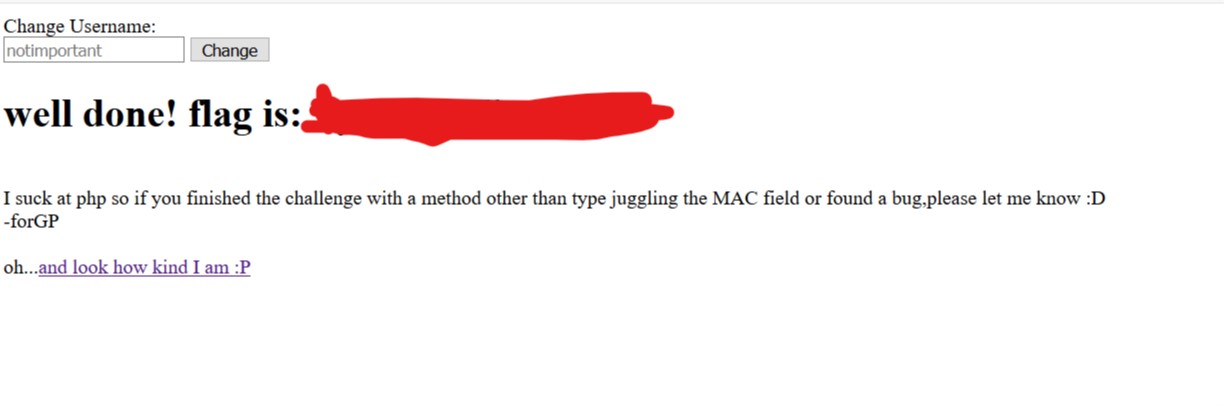 Change Username:
notimportant Change
well done! flag is:
I suck at php so if you finished the challenge with a method other than type juggling the MAC field or found a bug,please let me know :D
-forGP
oh...and look how kind I am :P